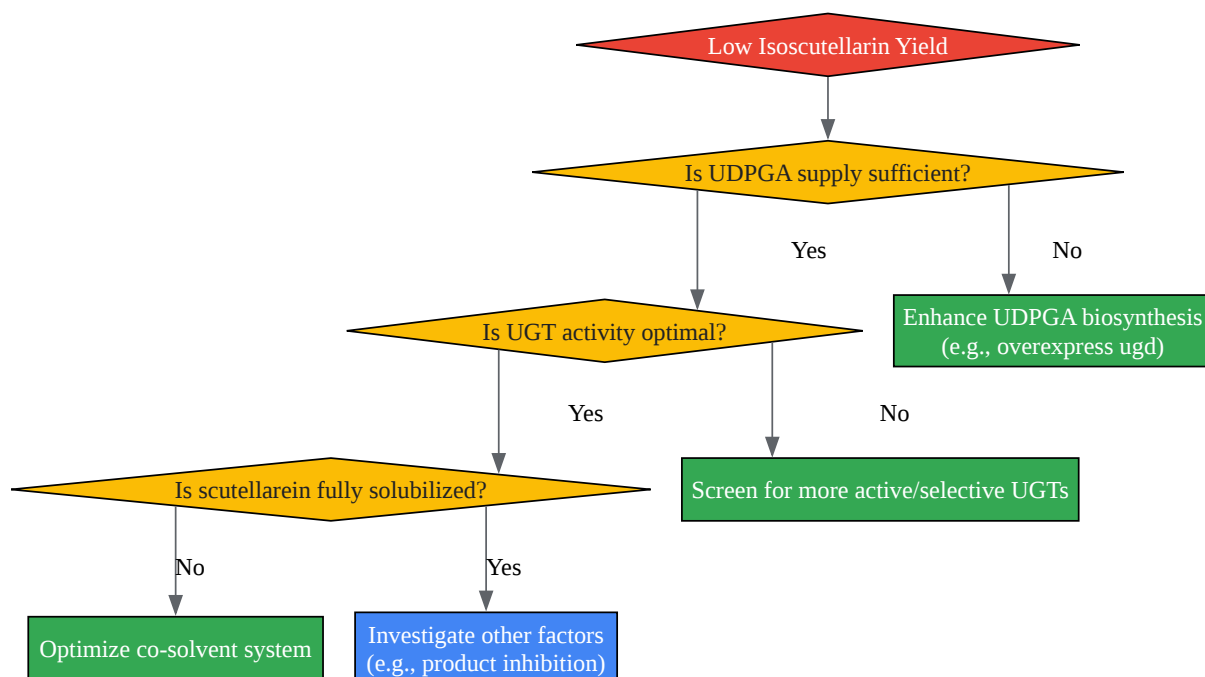 Low Isoscutellarin Yield
Is UDPGA supply sufficient?
Yes
No
Enhance UDPGA biosynthesis
(e.g., overexpress ugd)
Is UGT activity optimal?
Yes
No
Screen for more active/selective UGTs
Is scutellarein fully solubilized?
No
Yes
Optimize co-solvent system
Investigate other factors
(e.g., product inhibition)